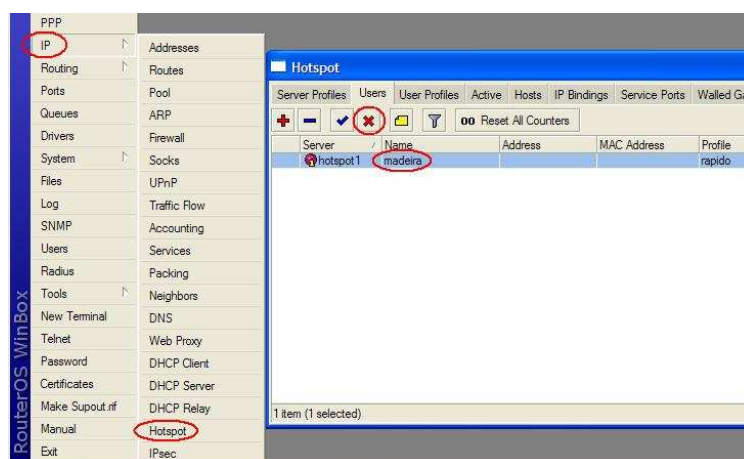 PPP
IP
Routing
Ports
Queues
Drivers
System
Files
Log
SNMP
Users
Radius
Tools
New Terminal
Telnet
Password
Certificates
Make Supout.rif
Manual
Exit
RouterOS WinBox
Addresses
Routes
Pool
ARP
Firewall
Socks
UPnP
Traffic Flow
Accounting
Services
Packing
Neighbors
DNS
Web Proxy
DHCP Client
DHCP Server
DHCP Relay
Hotspot
IPsec
Hotspot
Server Profiles Users User Profiles Active Hosts IP Bindings Service Ports Walled Ga
00 Reset All Counters
Server / Name Address MAC Address Profile
hotspot1 madeira rapido
1 item (1 selected)